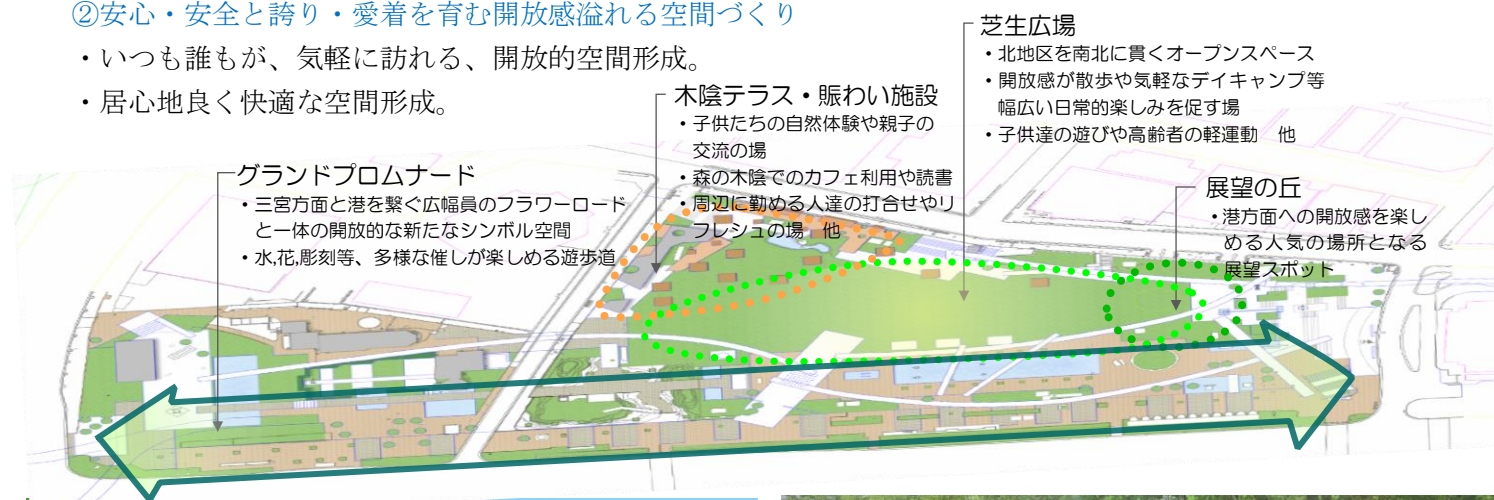 ②安心・安全と誇り・愛着を育む開放感溢れる空間づくり
・いつも誰もが、気軽に訪れる、開放的空間形成。
・居心地良く快適な空間形成。
芝生広場
・北地区を南北に貫くオープンスペース
・開放感が散歩や気軽なデイキャンプ等
幅広い日常的楽しみを促す場
・子供達の遊びや高齢者の軽運動 他
木陰テラス・賑わい施設
・子供たちの自然体験や親子の
交流の場
・森の木陰でのカフェ利用や読書
・周辺に勤める人達の打合せやリ
フレシュの場 他
グランドプロムナード
・三宮方面と港を繋ぐ広幅員のフラワーロード
と一体の開放的な新たなシンボル空間
・水,花,彫刻等、多様な催しが楽しめる遊歩道
展望の丘
・港方面への開放感を楽し
める人気の場所となる
展望スポット